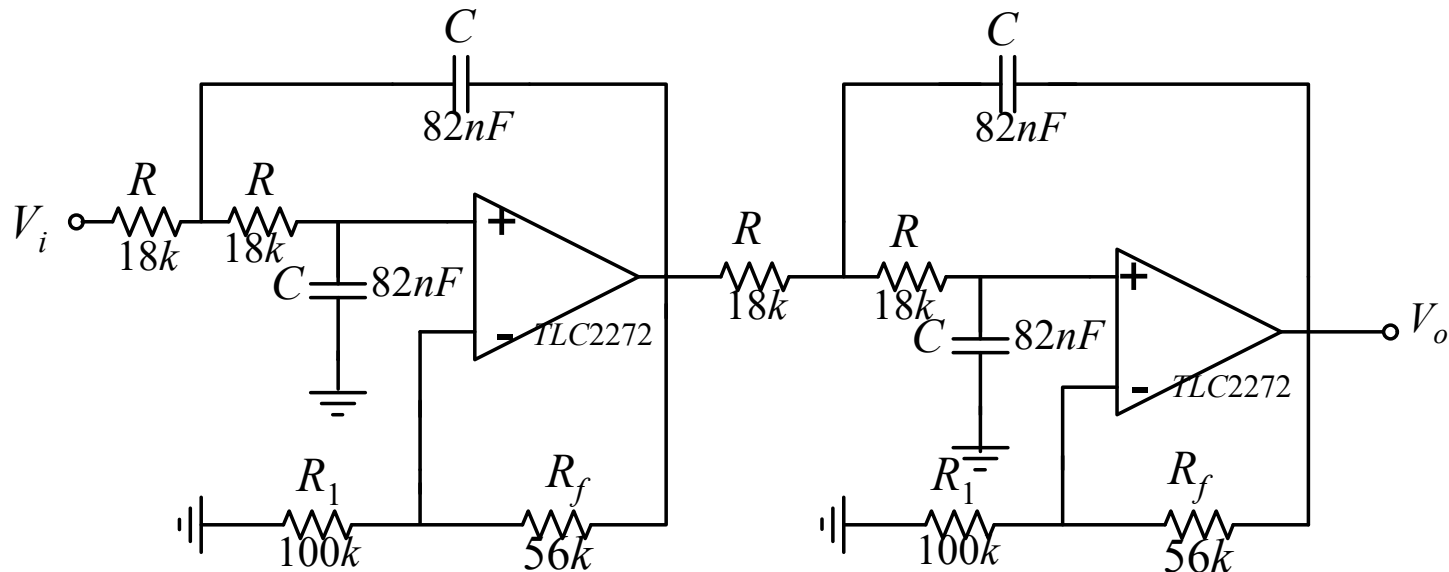 C
82nF
C
82nF
V_i
R
18k
R
18k
C
82nF
+
-
TLC2272
R
18k
R
18k
C
82nF
+
-
TLC2272
V_o
R_1
100k
R_f
56k
R_1
100k
R_f
56k